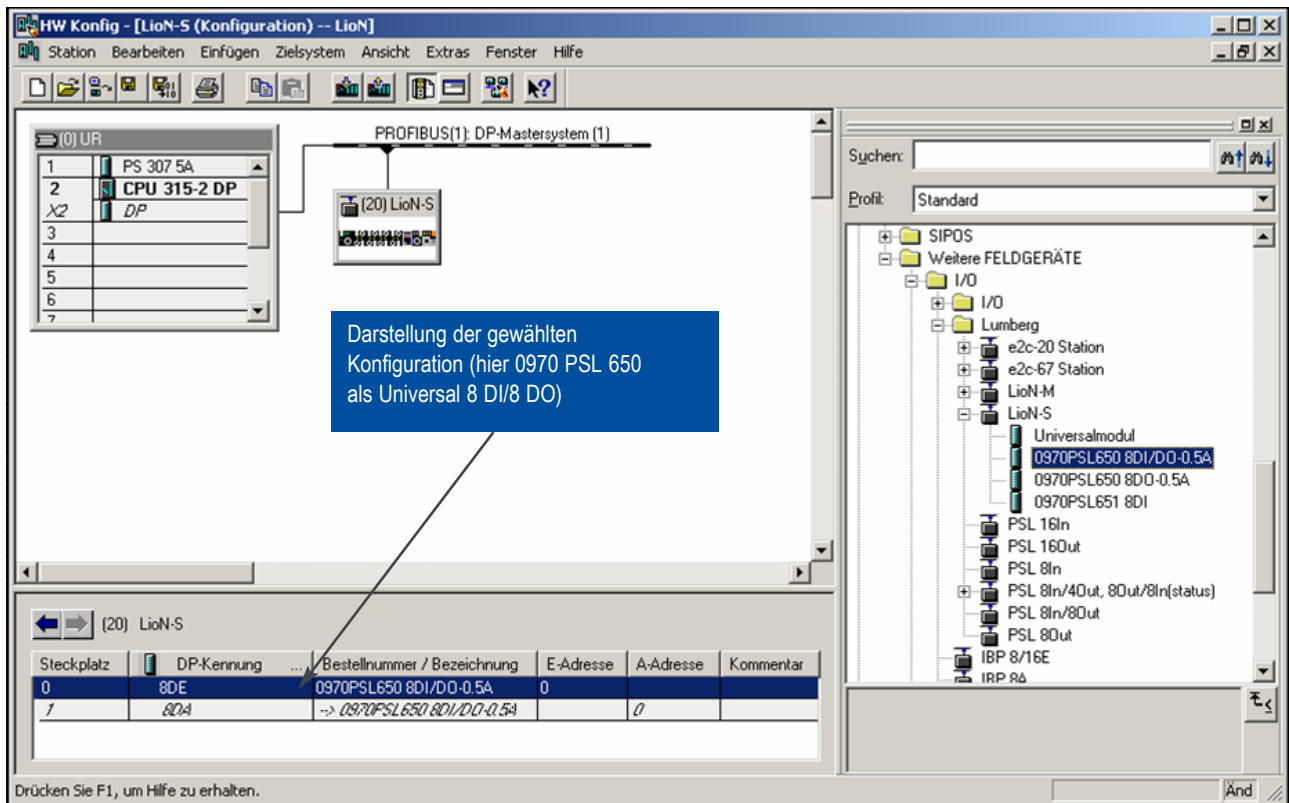 HW Konfig - [LioN-S (Konfiguration) -- LioN]
Station Bearbeiten Einfügen Zielsystem Ansicht Extras Fenster Hilfe
(0) UR
1 PS 307 5A
2 CPU 315-2 DP
X2 DP
3
4
5
6
7
PROFIBUS(1): DP-Mastersystem (1)
(20) LioN-S
Darstellung der gewählten
Konfiguration (hier 0970 PSL 650
als Universal 8 DI/8 DO)
Suchen:
Profil: Standard
SIPOS
Weitere FELDGERÄTE
I/O
I/O
Lumberg
e2c-20 Station
e2c-67 Station
LioN-M
LioN-S
Universalmodul
0970PSL650 8DI/DO-0.5A
0970PSL650 8DO-0.5A
0970PSL651 8DI
PSL 16In
PSL 16Out
PSL 8In
PSL 8In/4Out, 8Out/8In(status)
PSL 8In/8Out
PSL 8Out
IBP 8/16E
IBP 8A
(20) LioN-S
Steckplatz DP-Kennung ... Bestellnummer / Bezeichnung E-Adresse A-Adresse Kommentar
0 8DE 0970PSL650 8DI/DO-0.5A 0
1 8DA --> 0970PSL650 8DI/DO-0.5A 0
Drücken Sie F1, um Hilfe zu erhalten.
Änd